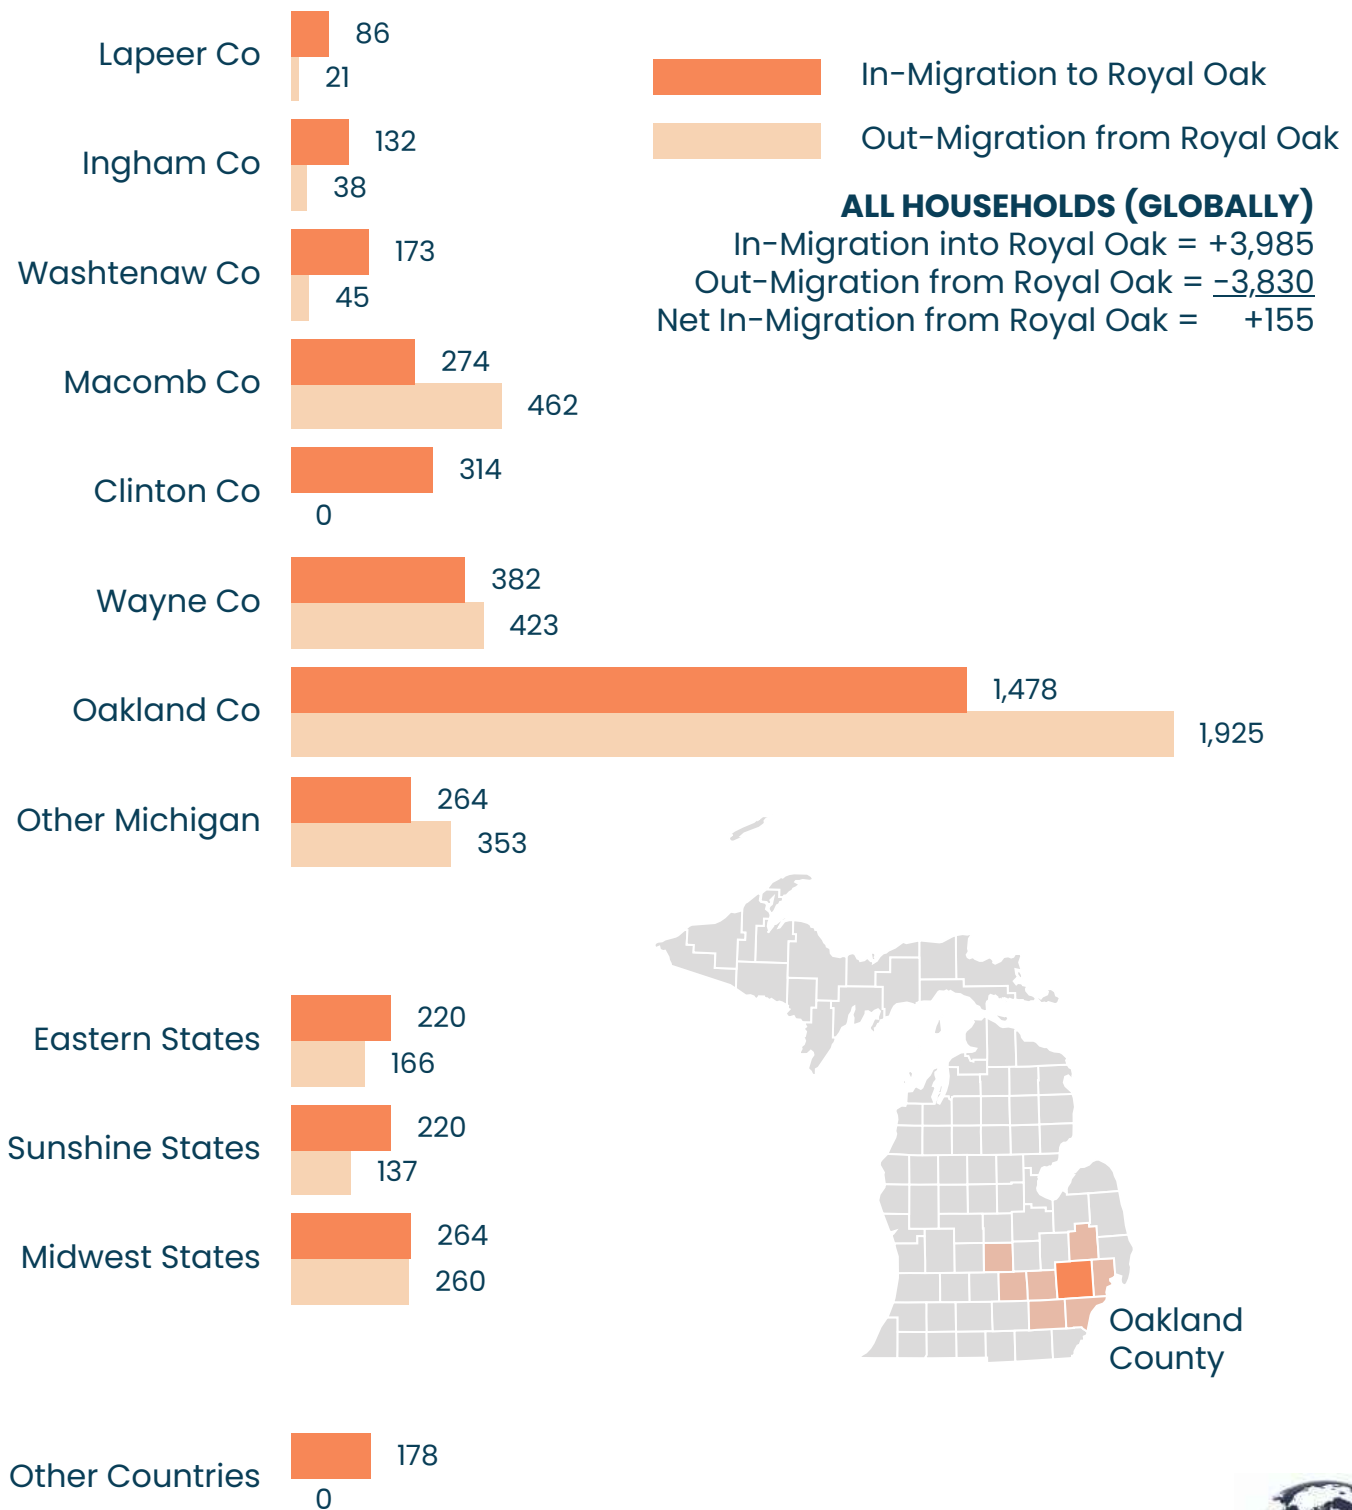 Lapeer Co
86
21
In-Migration to Royal Oak
Out-Migration from Royal Oak
ALL HOUSEHOLDS (GLOBALLY)
In-Migration into Royal Oak = +3,985
Out-Migration from Royal Oak = -3,830
Net In-Migration from Royal Oak = +155
Ingham Co
132
38
Washtenaw Co
173
45
Macomb Co
274
462
Clinton Co
314
0
Wayne Co
382
423
Oakland Co
1,478
1,925
Other Michigan
264
353
Eastern States
220
166
Sunshine States
220
137
Midwest States
264
260
Oakland
County
Other Countries
178
0